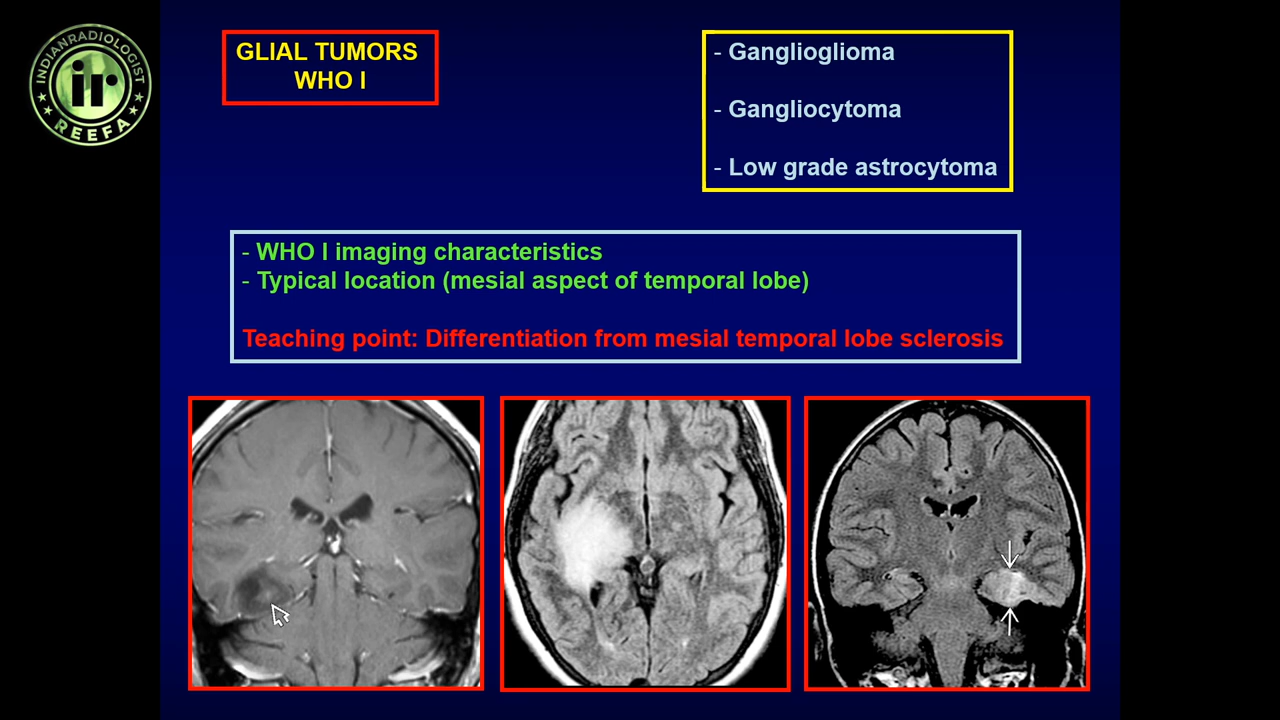 INDIANRADIOLOGIST
ir
REEFA
GLIAL TUMORS
WHO I
- Ganglioglioma
- Gangliocytoma
- Low grade astrocytoma
- WHO I imaging characteristics
- Typical location (mesial aspect of temporal lobe)
Teaching point: Differentiation from mesial temporal lobe sclerosis